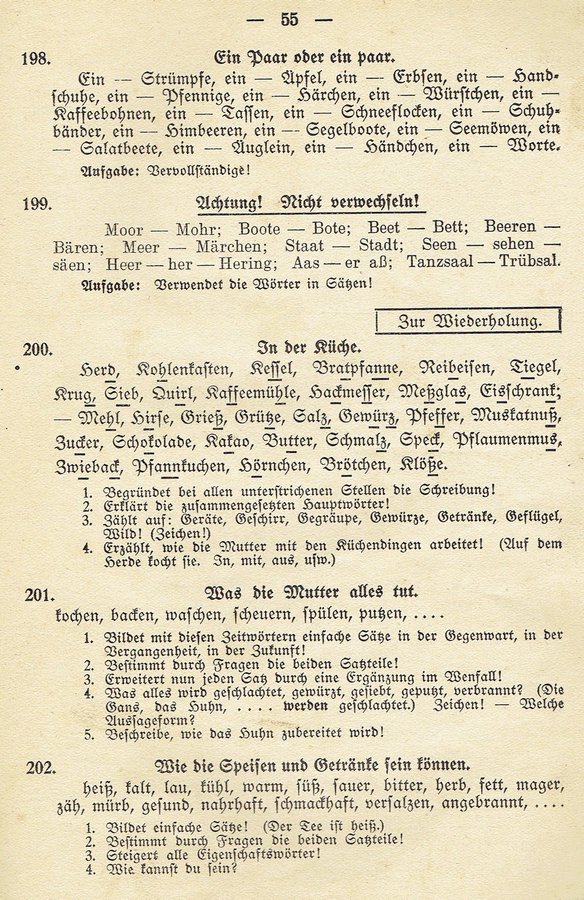 — 55 —
198. Ein Paar oder ein paar.
Ein — Strümpfe, ein — Äpfel, ein — Erbsen, ein — Hand-
schuhe, ein — Pfennige, ein — Härchen, ein — Würstchen, ein —
Kaffeebohnen, ein — Tassen, ein — Schneeflocken, ein — Schuh-
bänder, ein — Himbeeren, ein — Segelboote, ein — Seemöwen, ein
— Salatbeete, ein — Äuglein, ein — Händchen, ein — Worte.
Aufgabe: Vervollständige!
199. Achtung! Nicht verwechseln!
Moor — Mohr; Boote — Bote; Beet — Bett; Beeren —
Bären; Meer — Märchen; Staat — Stadt; Seen — sehen —
säen; Heer — her — Hering; Aas — er aß; Tanzsaal — Trübsal.
Aufgabe: Verwendet die Wörter in Sätzen!
Zur Wiederholung.
200. In der Küche.
Herd, Kohlenkasten, Kessel, Bratpfanne, Reibeisen, Tiegel,
Krug, Sieb, Quirl, Kaffeemühle, Hackmesser, Meßglas, Eisschrank;
— Mehl, Hirse, Grieß, Grütze, Salz, Gewürz, Pfeffer, Muskatnuß,
Zucker, Schokolade, Kakao, Butter, Schmalz, Speck, Pflaumenmus,
Zwieback, Pfannkuchen, Hörnchen, Brötchen, Klöße.
1. Begründet bei allen unterstrichenen Stellen die Schreibung!
2. Erklärt die zusammengesetzten Hauptwörter!
3. Zählt auf: Geräte, Geschirr, Gegräupe, Gewürze, Getränke, Geflügel,
Wild! (Zeichen!)
4. Erzählt, wie die Mutter mit den Küchendingen arbeitet! (Auf dem
Herde kocht sie. In, mit, aus, usw.)
201. Was die Mutter alles tut.
kochen, backen, waschen, scheuern, spülen, putzen, . . . .
1. Bildet mit diesen Zeitwörtern einfache Sätze in der Gegenwart, in der
Vergangenheit, in der Zukunft!
2. Bestimmt durch Fragen die beiden Satzteile!
3. Erweitert nun jeden Satz durch eine Ergänzung im Wenfall!
4. Was alles wird geschlachtet, gewürzt, gesiebt, geputzt, verbrannt? (Die
Gans, das Huhn, . . . . werden geschlachtet.) Zeichen! — Welche
Aussageform?
5. Beschreibe, wie das Huhn zubereitet wird!
202. Wie die Speisen und Getränke sein können.
heiß, kalt, lau, kühl, warm, süß, sauer, bitter, herb, fett, mager,
zäh, mürb, gesund, nahrhaft, schmackhaft, versalzen, angebrannt, . . . .
1. Bildet einfache Sätze! (Der Tee ist heiß.)
2. Bestimmt durch Fragen die beiden Satzteile!
3. Steigert alle Eigenschaftswörter!
4. Wie kannst du sein?